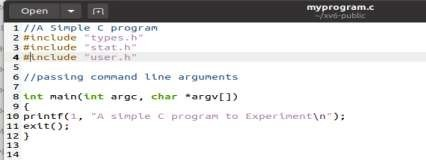 Open
myprogram.c
~/xv6-public
1 //A Simple C program
2 #include "types.h"
3 #include "stat.h"
4 #include "user.h"
5
6 //passing command line arguments
7
8 int main(int argc, char *argv[])
9 {
10 printf(1, "A simple C program to Experiment\n");
11 exit();
12 }
13
14